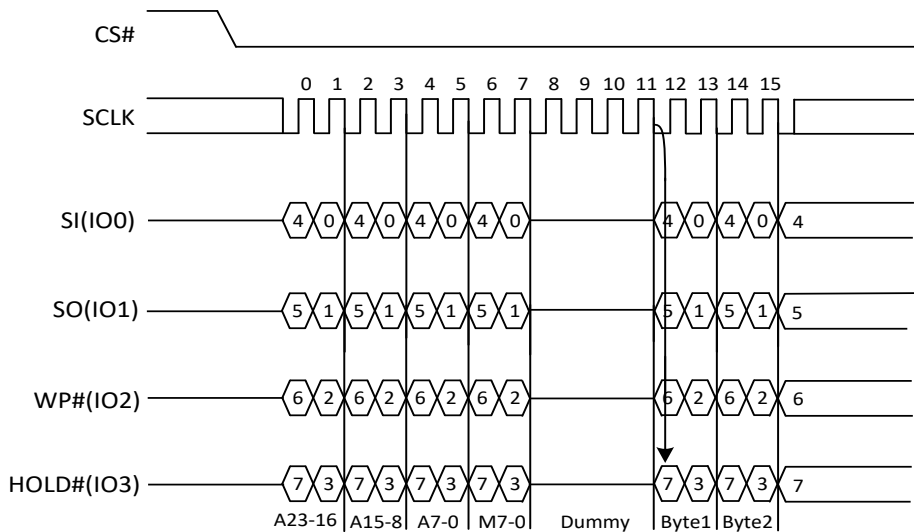 CS#
0 1 2 3 4 5 6 7 8 9 10 11 12 13 14 15
SCLK
SI(IO0) 4 0 4 0 4 0 4 0 4 0 4 0 4
SO(IO1) 5 1 5 1 5 1 5 1 5 1 5 1 5
WP#(IO2) 6 2 6 2 6 2 6 2 6 2 6 2 6
HOLD#(IO3) 7 3 7 3 7 3 7 3 7 3 7 3 7
A23-16 A15-8 A7-0 M7-0 Dummy Byte1 Byte2